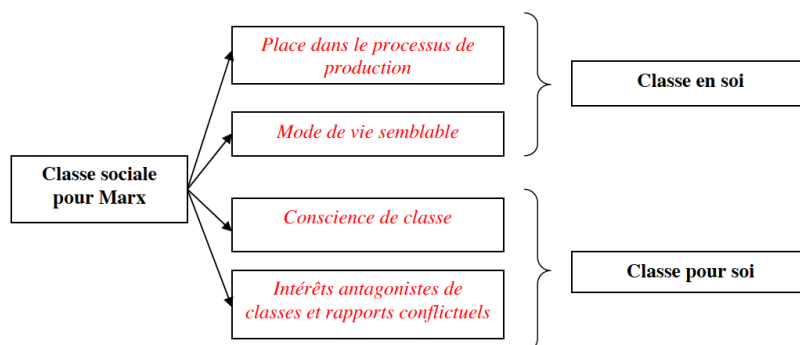 Place dans le processus de
production
Classe en soi
Mode de vie semblable
Classe sociale
pour Marx
Conscience de classe
Classe pour soi
Intérêts antagonistes de
classes et rapports conflictuels